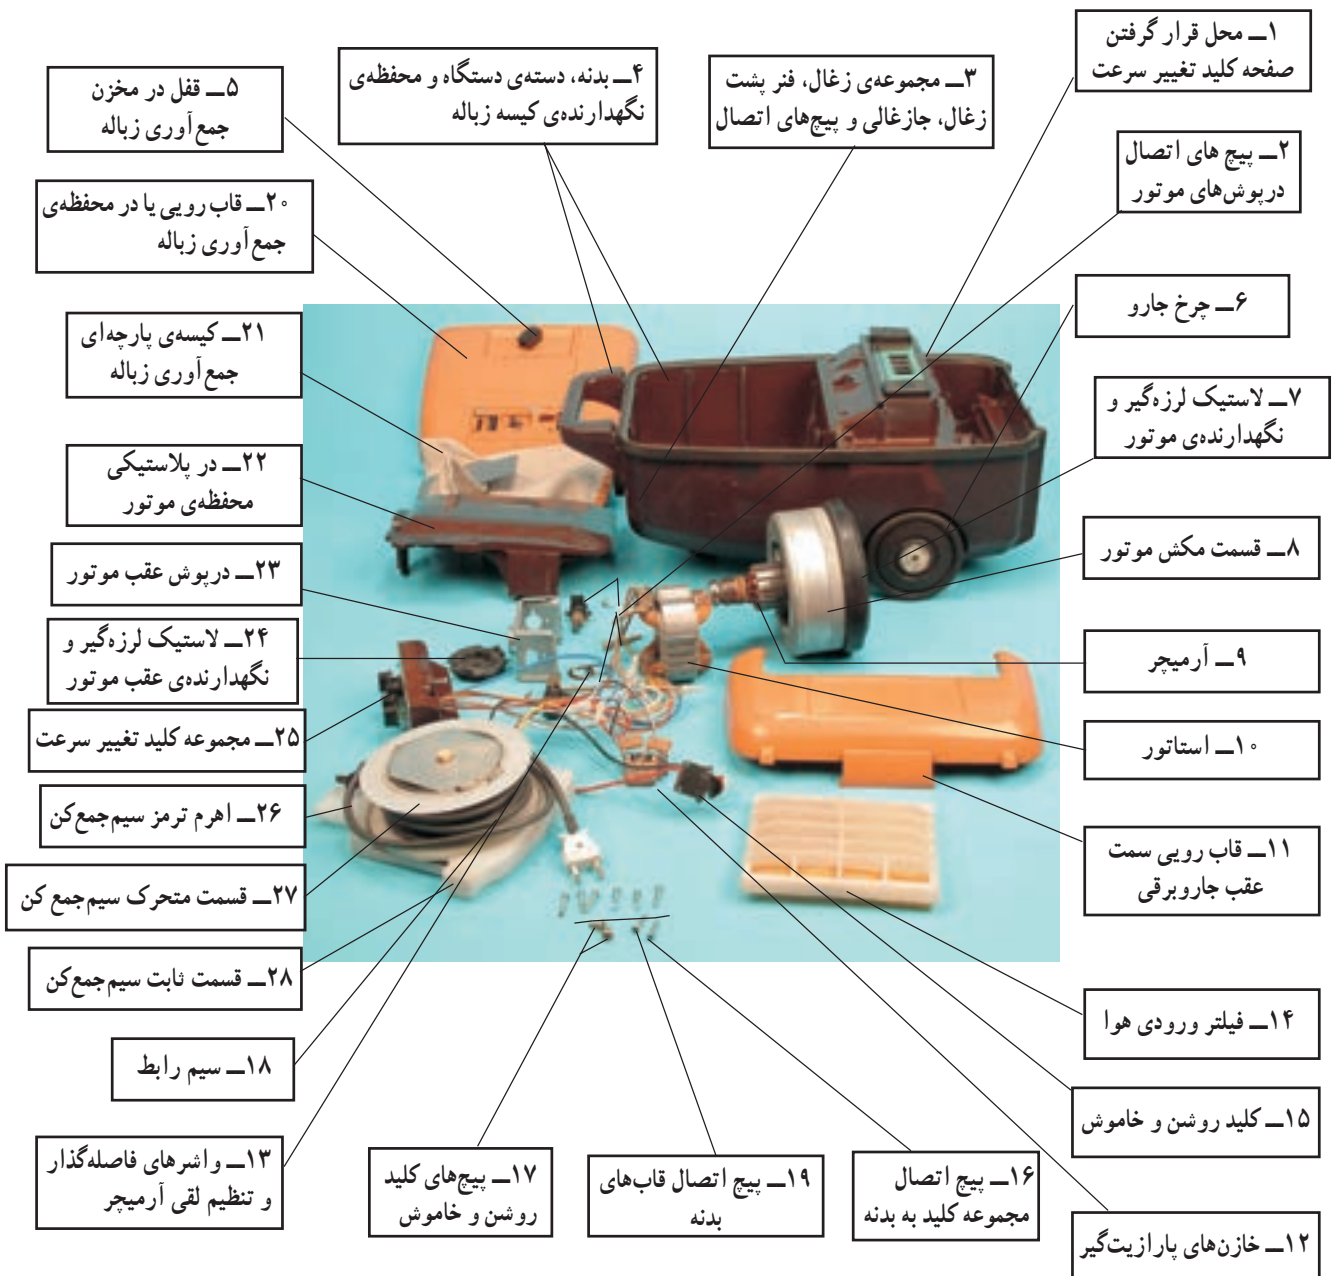 ۱ــ محل قرار گرفتن
صفحه کلید تغییر سرعت
۲ــ پیچ های اتصال
درپوش‌های موتور
۳ــ مجموعه‌ی زغال، فنر پشت
زغال، جازغالی و پیچ‌های اتصال
۴ــ بدنه، دسته‌ی دستگاه و محفظه‌ی
نگهدارنده‌ی کیسه زباله
۵ــ قفل در مخزن
جمع‌آوری زباله
۲۰ــ قاب رویی یا در محفظه‌ی
جمع‌آوری زباله
۶ــ چرخ جارو
۲۱ــ کیسه‌ی پارچه‌ای
جمع‌آوری زباله
۷ــ لاستیک لرزه‌گیر و
نگهدارنده‌ی موتور
۲۲ــ در پلاستیکی
محفظه‌ی موتور
۸ــ قسمت مکش موتور
۲۳ــ درپوش عقب موتور
۲۴ــ لاستیک لرزه‌گیر و
نگهدارنده‌ی عقب موتور
۹ــ آرمیچر
۲۵ــ مجموعه کلید تغییر سرعت
۱۰ــ استاتور
۲۶ــ اهرم ترمز سیم‌جمع‌کن
۱۱ــ قاب رویی سمت
عقب جاروبرقی
۲۷ــ قسمت متحرک سیم‌جمع کن
۲۸ــ قسمت ثابت سیم‌جمع‌کن
۱۴ــ فیلتر ورودی هوا
۱۸ــ سیم رابط
۱۵ــ کلید روشن و خاموش
۱۳ــ واشرهای فاصله‌گذار
و تنظیم لقی آرمیچر
۱۷ــ پیچ‌های کلید
روشن و خاموش
۱۹ــ پیچ اتصال قاب‌های
بدنه
۱۶ــ پیچ اتصال
مجموعه کلید به بدنه
۱۲ــ خازن‌های پارازیت‌گیر